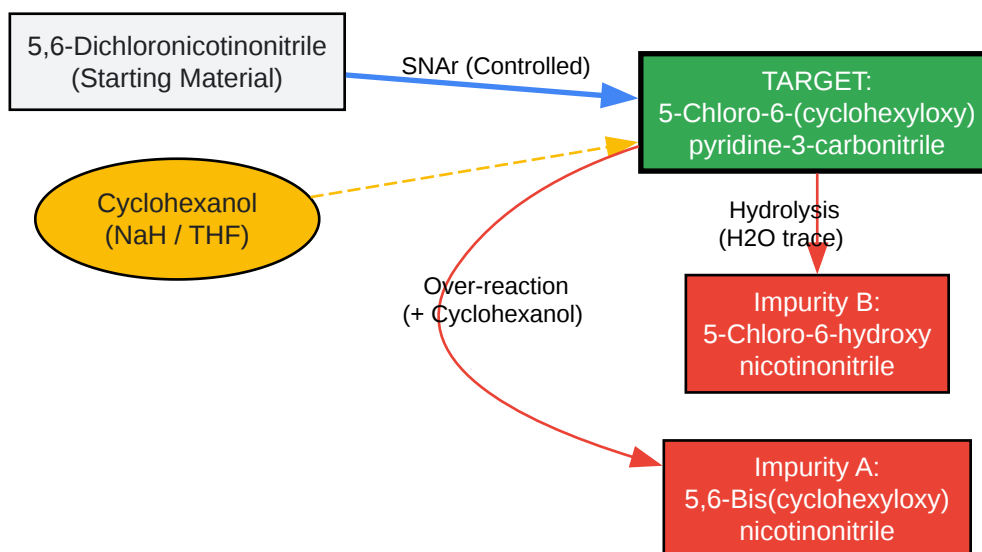 5,6-Dichloronicotinonitrile
(Starting Material)
SNAr (Controlled)
TARGET:
5-Chloro-6-(cyclohexyloxy)
pyridine-3-carbonitrile
Cyclohexanol
(NaH / THF)
Hydrolysis
(H2O trace)
Over-reaction
(+ Cyclohexanol)
Impurity B:
5-Chloro-6-hydroxy
nicotinonitrile
Impurity A:
5,6-Bis(cyclohexyloxy)
nicotinonitrile